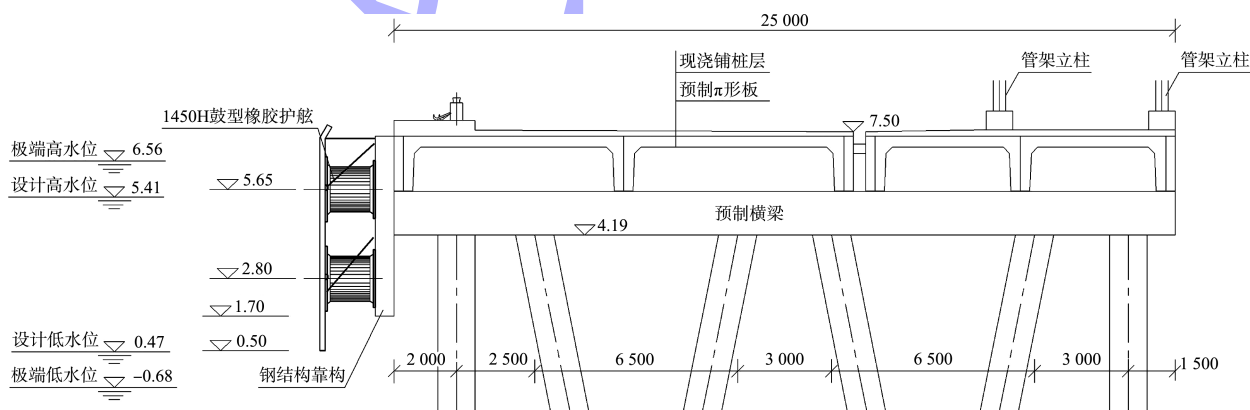 25 000
现浇铺桩层
预制π形板
管架立柱
管架立柱
1450H鼓型橡胶护舷
7.50
极端高水位 6.56
设计高水位 5.41
5.65
预制横梁
4.19
2.80
1.70
设计低水位 0.47
0.50
极端低水位 −0.68
钢结构靠构
2 000
2 500
6 500
3 000
6 500
3 000
1 500